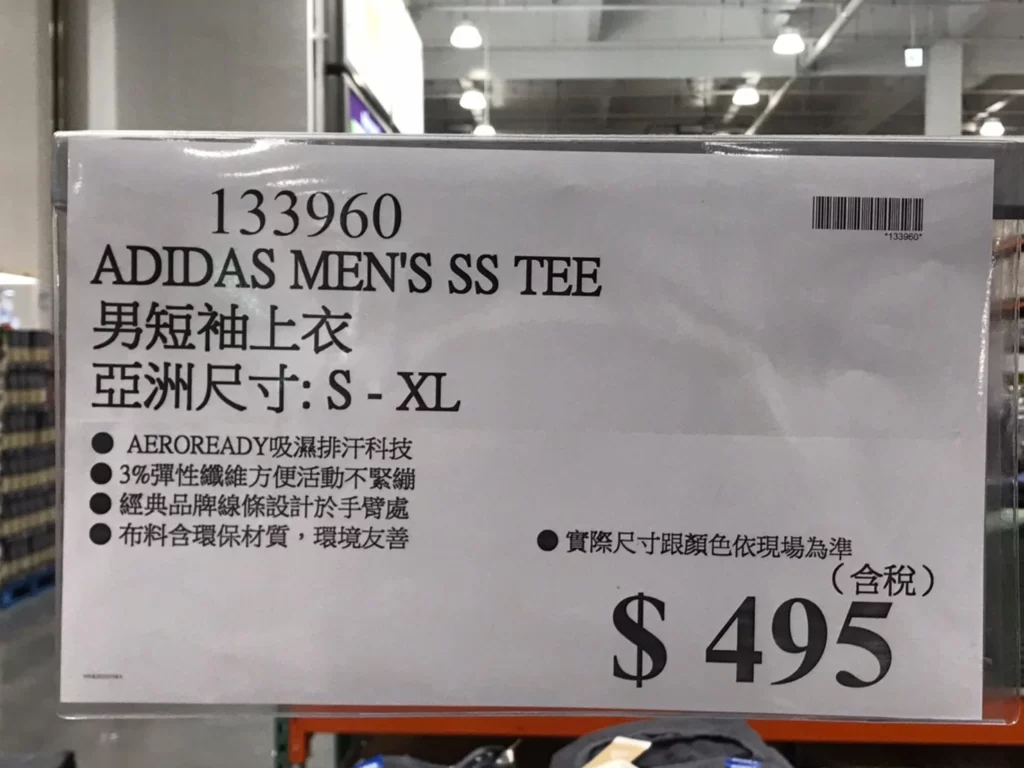 133960
*133960*
ADIDAS MEN'S SS TEE
男短袖上衣
亞洲尺寸: S - XL
● AEROREADY吸濕排汗科技
● 3%彈性纖維方便活動不緊繃
● 經典品牌線條設計於手臂處
● 布料含環保材質，環境友善
● 實際尺寸跟顏色依現場為準
（含稅）
$ 495